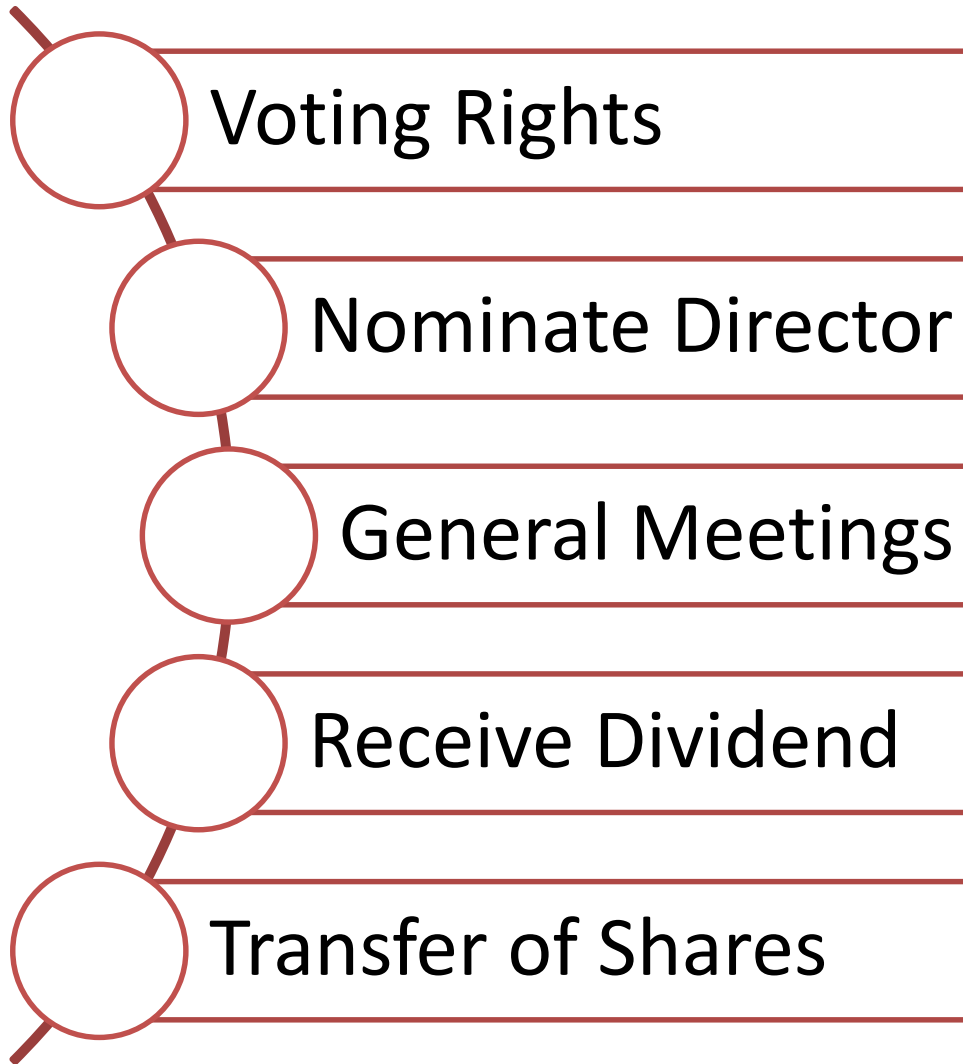 Voting Rights
Nominate Director
General Meetings
Receive Dividend
Transfer of Shares